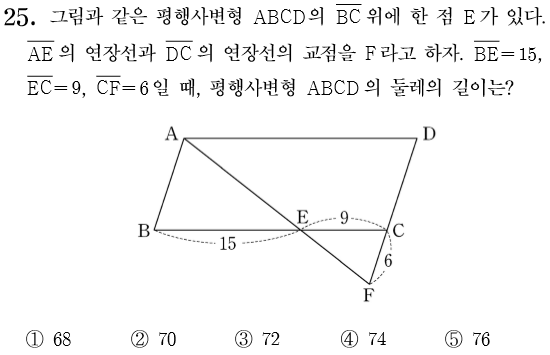 25. 그림과 같은 평행사변형 ABCD의 BC위에 한 점 E가 있다.
AE의 연장선과 DC의 연장선의 교점을 F라고 하자. BE=15,
EC=9, CF=6일 때, 평행사변형 ABCD의 둘레의 길이는?
A
D
E
9
B
C
15
6
F
① 68 ② 70 ③ 72 ④ 74 ⑤ 76